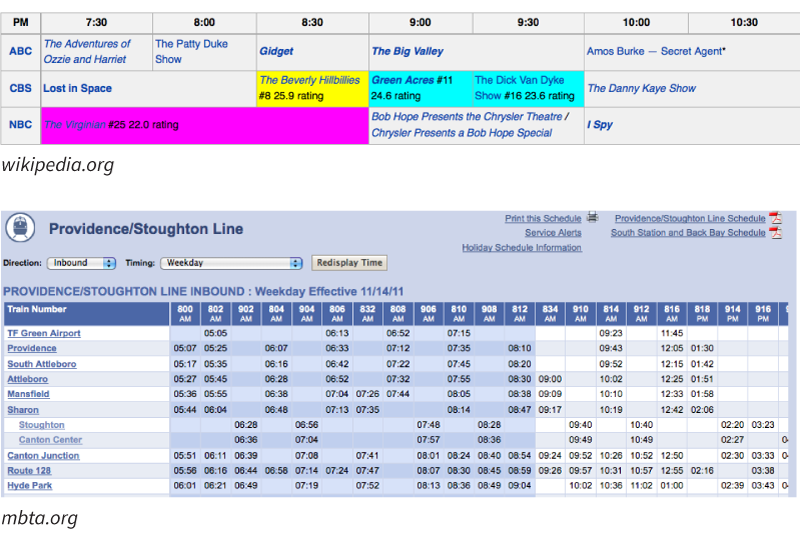 PM 7:30 8:00 8:30 9:00 9:30 10:00 10:30
ABC The Adventures of Ozzie and Harriet The Patty Duke Show Gidget The Big Valley Amos Burke — Secret Agent*
CBS Lost in Space The Beverly Hillbillies #8 25.9 rating Green Acres #11 24.6 rating The Dick Van Dyke Show #16 23.6 rating The Danny Kaye Show
NBC The Virginian #25 22.0 rating Bob Hope Presents the Chrysler Theatre / Chrysler Presents a Bob Hope Special I Spy
wikipedia.org
Providence/Stoughton Line
Print this Schedule Providence/Stoughton Line Schedule
Service Alerts South Station and Back Bay Schedule
Holiday Schedule Information
Direction: Inbound Timing: Weekday Redisplay Time
PROVIDENCE/STOUGHTON LINE INBOUND : Weekday Effective 11/14/11
Train Number 800 802 902 804 904 806 832 808 906 810 908 812 834 910 814 912 816 818 914 916
AM AM AM AM AM AM AM AM AM AM AM AM AM AM AM AM AM PM PM PM
TF Green Airport 05:05 06:13 06:52 07:15 09:23 11:45
Providence 05:07 05:25 06:07 06:33 07:12 07:35 08:10 09:43 12:05 01:30
South Attleboro 05:17 05:35 06:16 06:42 07:22 07:45 08:20 09:52 12:15 01:42
Attleboro 05:27 05:45 06:28 06:52 07:32 07:55 08:30 09:00 10:02 12:25 01:51
Mansfield 05:36 05:55 06:38 07:04 07:26 07:44 08:05 08:38 09:09 10:10 12:33 01:58
Sharon 05:44 06:04 06:48 07:13 07:35 08:14 08:47 09:17 10:19 12:42 02:06
Stoughton 06:28 06:56 07:48 08:28 09:40 10:40 02:20 03:23
Canton Center 06:36 07:04 07:57 08:36 09:49 10:49 02:27
Canton Junction 05:51 06:11 06:39 07:08 07:41 08:01 08:24 08:40 08:54 09:24 09:52 10:26 10:52 12:50 02:30 03:33
Route 128 05:56 06:16 06:44 06:58 07:14 07:24 07:47 08:07 08:30 08:45 08:59 09:26 09:57 10:31 10:57 12:55 02:16 03:38
Hyde Park 06:01 06:21 06:49 07:19 07:52 08:13 08:36 08:49 09:04 10:02 10:36 11:02 01:00 02:39 03:43
mbta.org